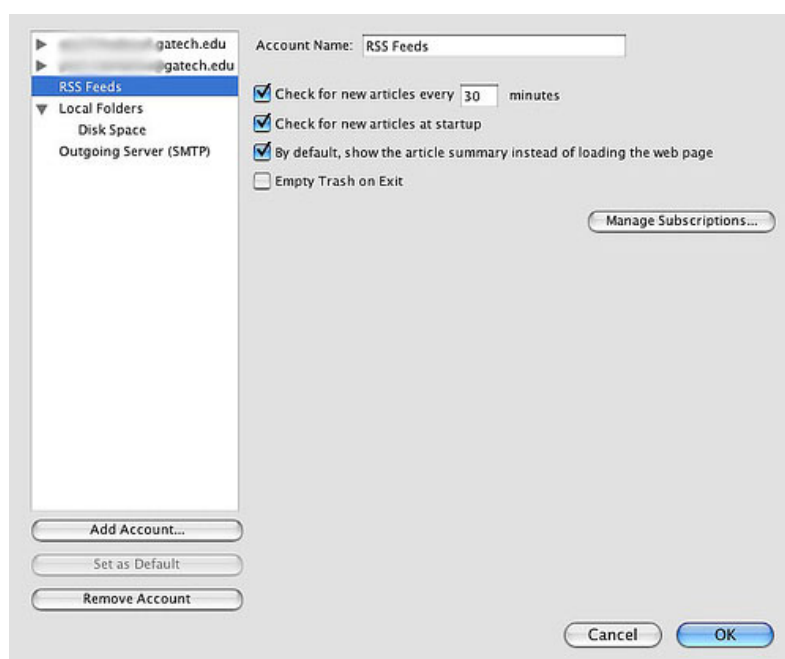 gatech.edu
gatech.edu
RSS Feeds
Local Folders
Disk Space
Outgoing Server (SMTP)
Add Account...
Set as Default
Remove Account
Account Name: RSS Feeds
Check for new articles every 30 minutes
Check for new articles at startup
By default, show the article summary instead of loading the web page
Empty Trash on Exit
Manage Subscriptions...
Cancel
OK